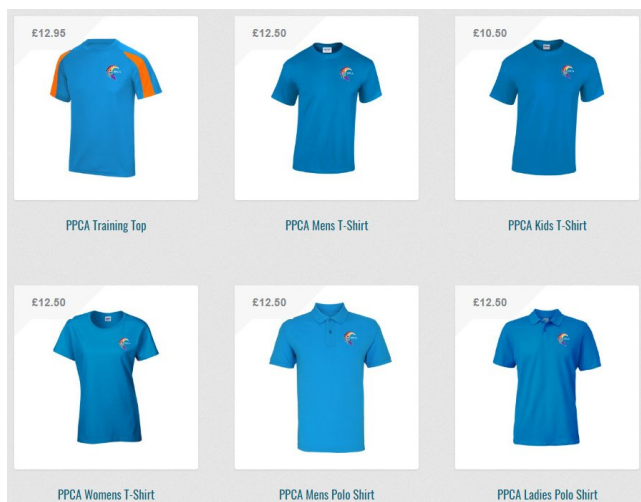 £12.95
£12.50
£10.50
PPCA Training Top
PPCA Mens T-Shirt
PPCA Kids T-Shirt
£12.50
£12.50
£12.50
PPCA Womens T-Shirt
PPCA Mens Polo Shirt
PPCA Ladies Polo Shirt